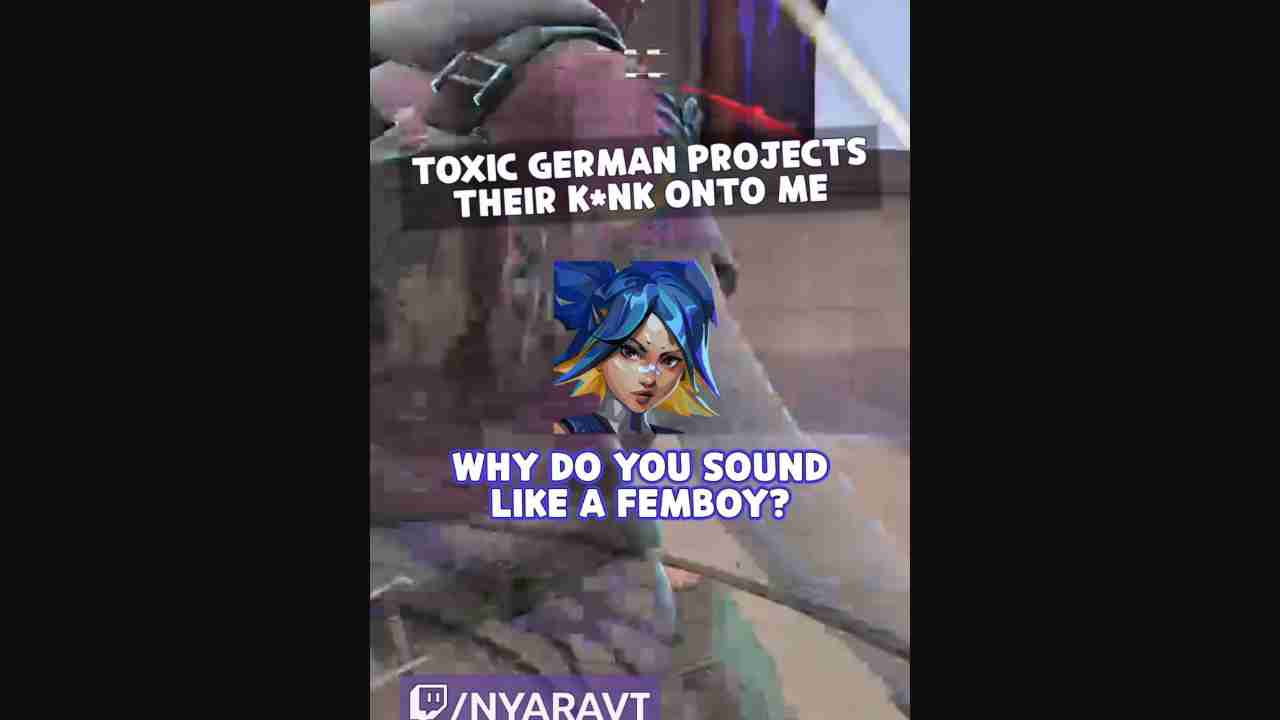 TOXIC GERMAN PROJECTS
THEIR K*NK ONTO ME
WHY DO YOU SOUND
LIKE A FEMBOY?
/NYARAVT